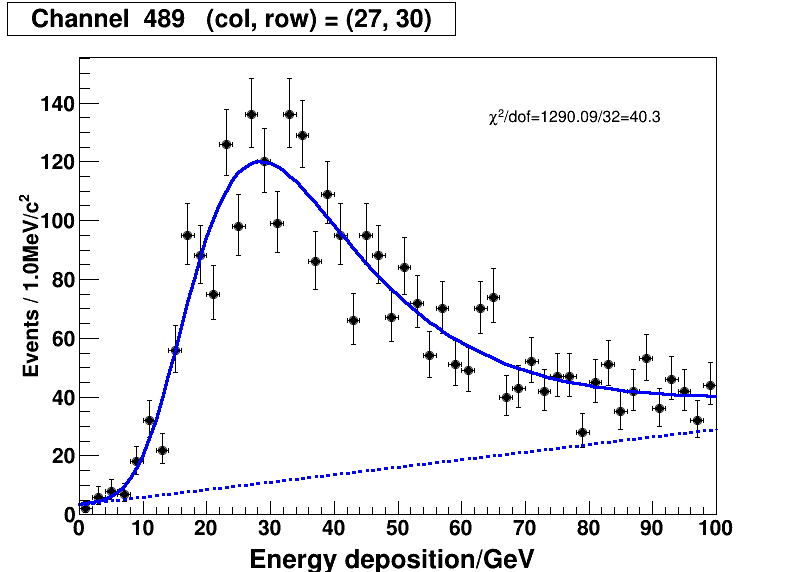 Channel 489 (col, row) = (27, 30)
χ²/dof=1290.09/32=40.3
Events / 1.0MeV/c²
140
120
100
80
60
40
20
0
0 10 20 30 40 50 60 70 80 90 100
Energy deposition/GeV